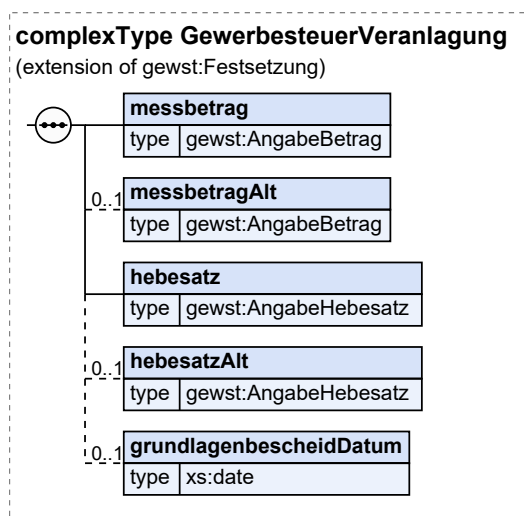 complexType GewerbesteuerVeranlagung
(extension of gewst:Festsetzung)
messbetrag
type gewst:AngabeBetrag
0..1 messbetragAlt
type gewst:AngabeBetrag
hebesatz
type gewst:AngabeHebesatz
0..1 hebesatzAlt
type gewst:AngabeHebesatz
0..1 grundlagenbescheidDatum
type xs:date